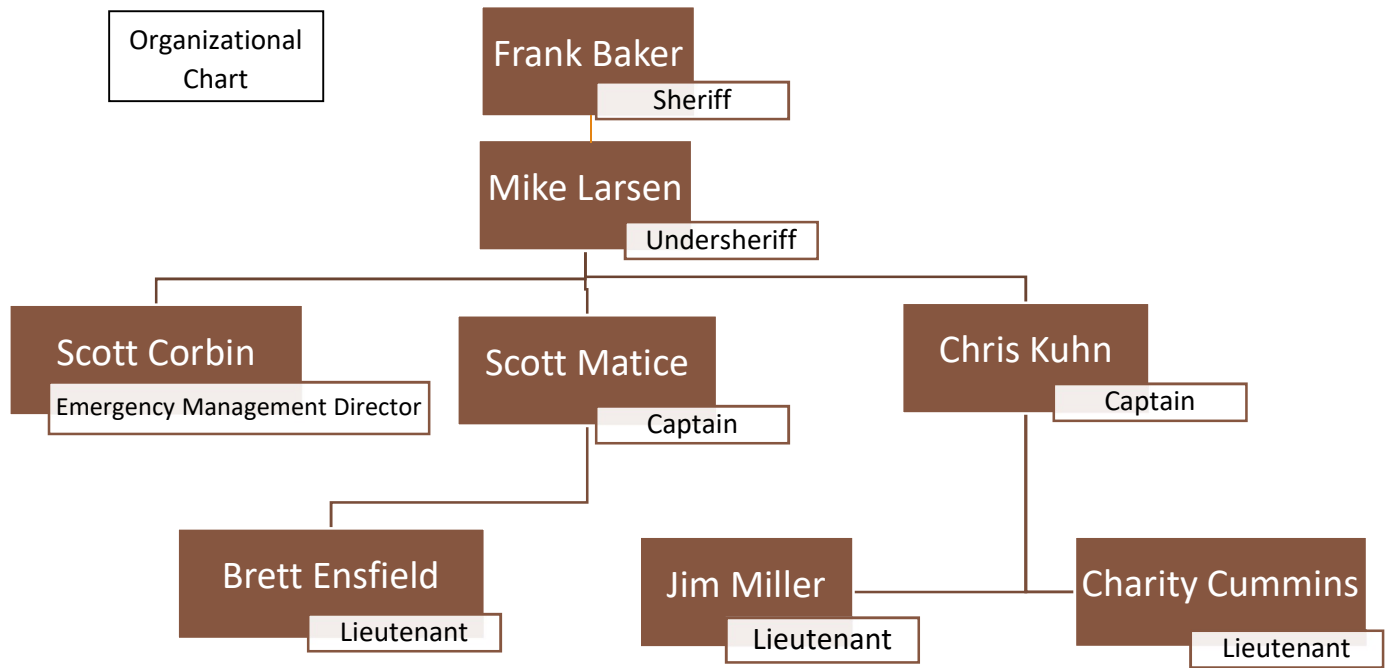 Organizational
Chart
Frank Baker
Sheriff
Mike Larsen
Undersheriff
Scott Corbin
Emergency Management Director
Scott Matice
Captain
Chris Kuhn
Captain
Brett Ensfield
Lieutenant
Jim Miller
Lieutenant
Charity Cummins
Lieutenant